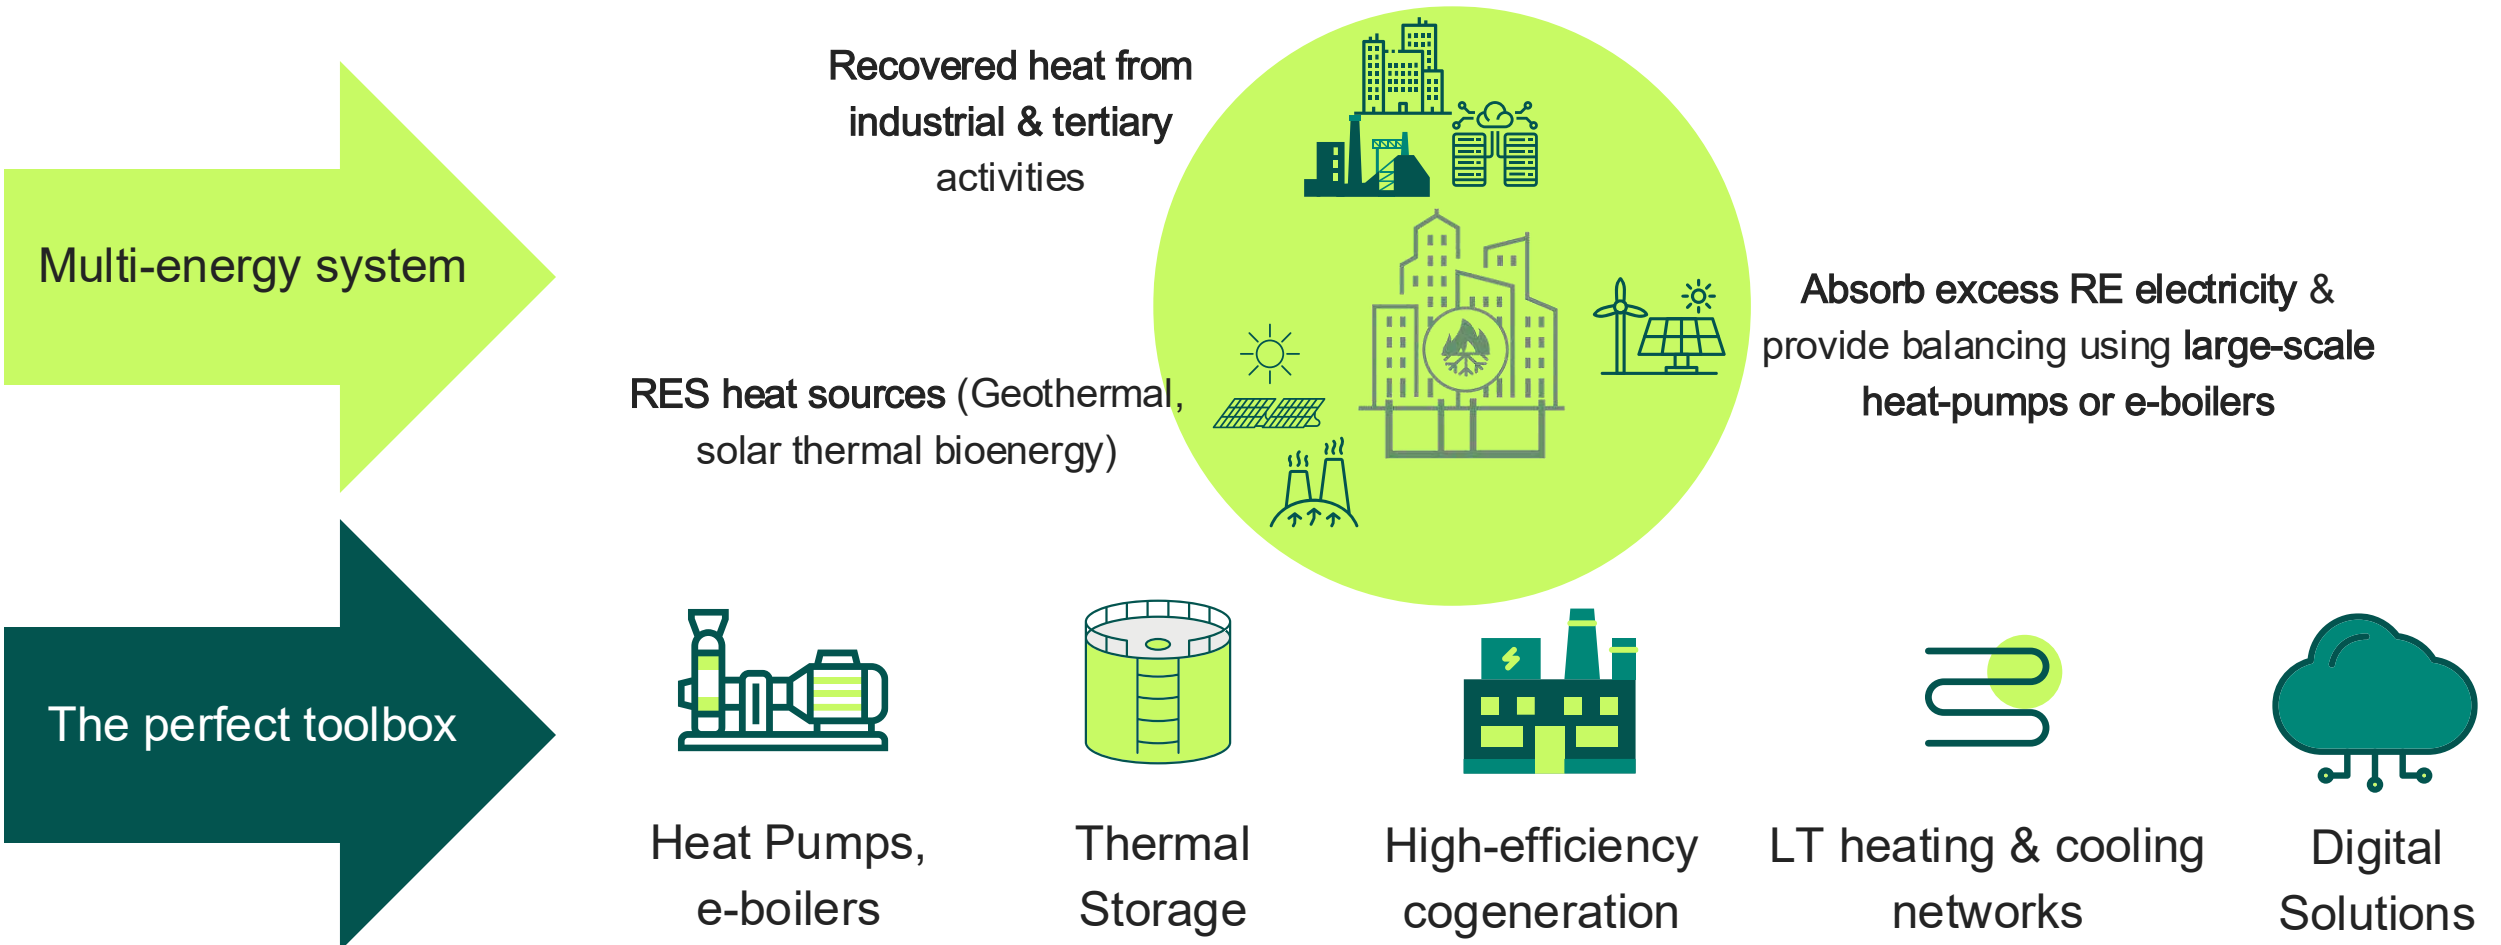 Multi-energy system
Recovered heat from
industrial & tertiary
activities
RES heat sources (Geothermal,
solar thermal bioenergy)
Absorb excess RE electricity &
provide balancing using large-scale
heat-pumps or e-boilers
The perfect toolbox
Heat Pumps,
e-boilers
Thermal
Storage
High-efficiency
cogeneration
LT heating & cooling
networks
Digital
Solutions